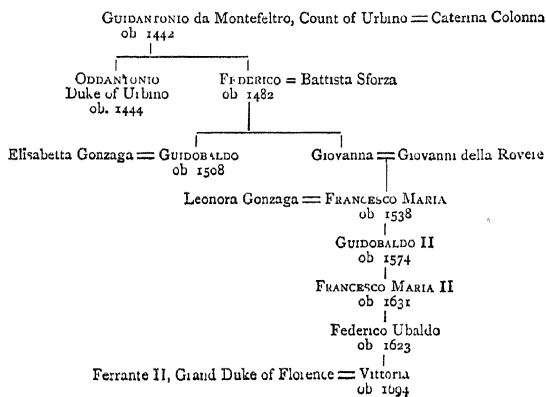 GUIDANTONIO da Montefeltro, Count of Urbino = Caterina Colonna
ob 1442
ODDANTONIO FEDERICO = Battista Sforza
Duke of Urbino ob 1482
ob. 1444
Elisabetta Gonzaga = GUIDOBALDO Giovanna = Giovanni della Rovere
ob 1508
Leonora Gonzaga = FRANCESCO MARIA
ob 1538
GUIDOBALDO II
ob 1574
FRANCESCO MARIA II
ob 1631
Federico Ubaldo
ob 1623
Ferrante II, Grand Duke of Florence = Vittoria
ob 1694